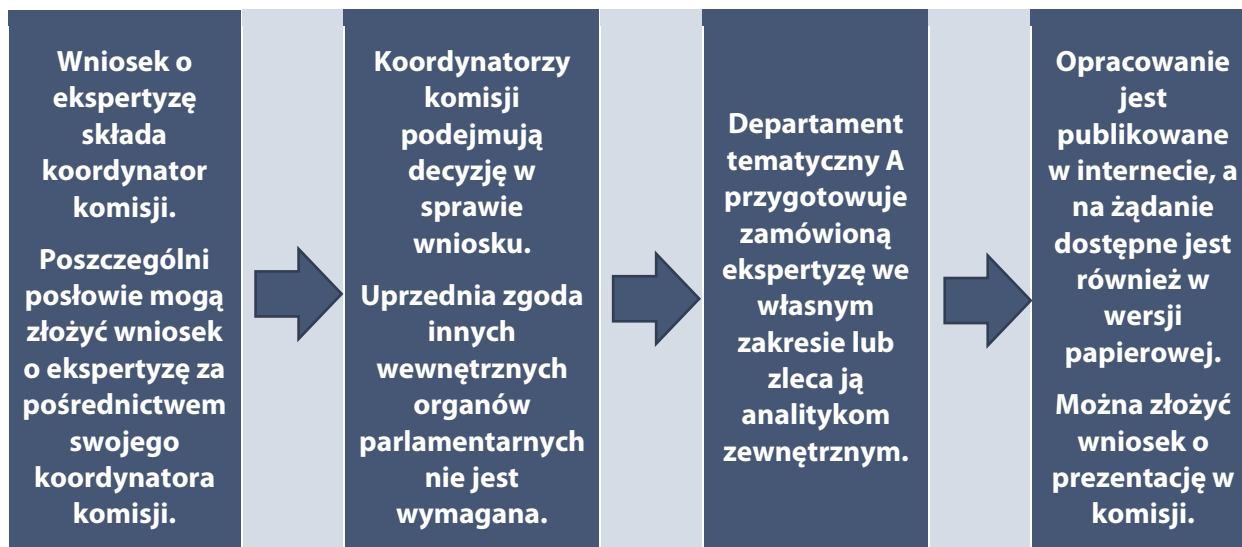 Wniosek o
ekspertyzę
składa
koordynator
komisji.
Poszczególni
posłowie mogą
złożyć wniosek
o ekspertyzę za
pośrednictwem
swojego
koordynatora
komisji.
Koordynatorzy
komisji
podejmują
decyzję w
sprawie
wniosku.
Uprzednia zgoda
innych
wewnętrznych
organów
parlamentarnych
nie jest
wymagana.
Departament
tematyczny A
przygotowuje
zamówioną
ekspertyzę we
własnym
zakresie lub
zleca ją
analitykom
zewnętrznym.
Opracowanie
jest
publikowane
w internecie, a
na żądanie
dostępne jest
również w
wersji
papierowej.
Można złożyć
wniosek o
prezentację w
komisji.